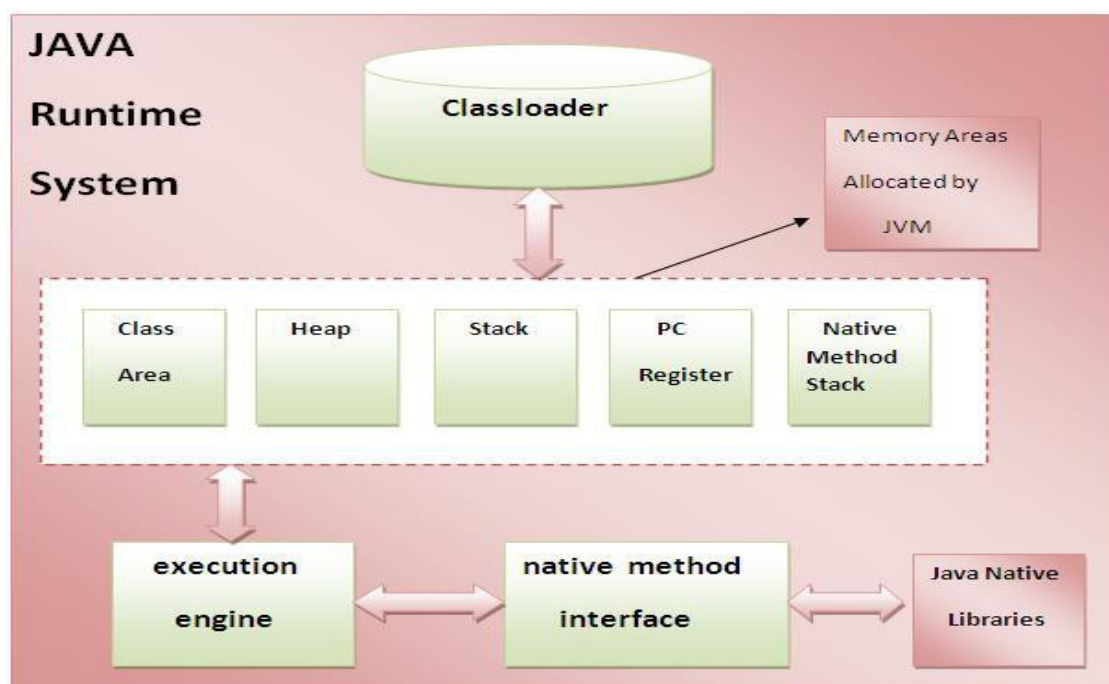 JAVA
Runtime
System
Classloader
Memory Areas
Allocated by
JVM
Class
Area
Heap
Stack
PC
Register
Native
Method
Stack
execution
engine
native method
interface
Java Native
Libraries